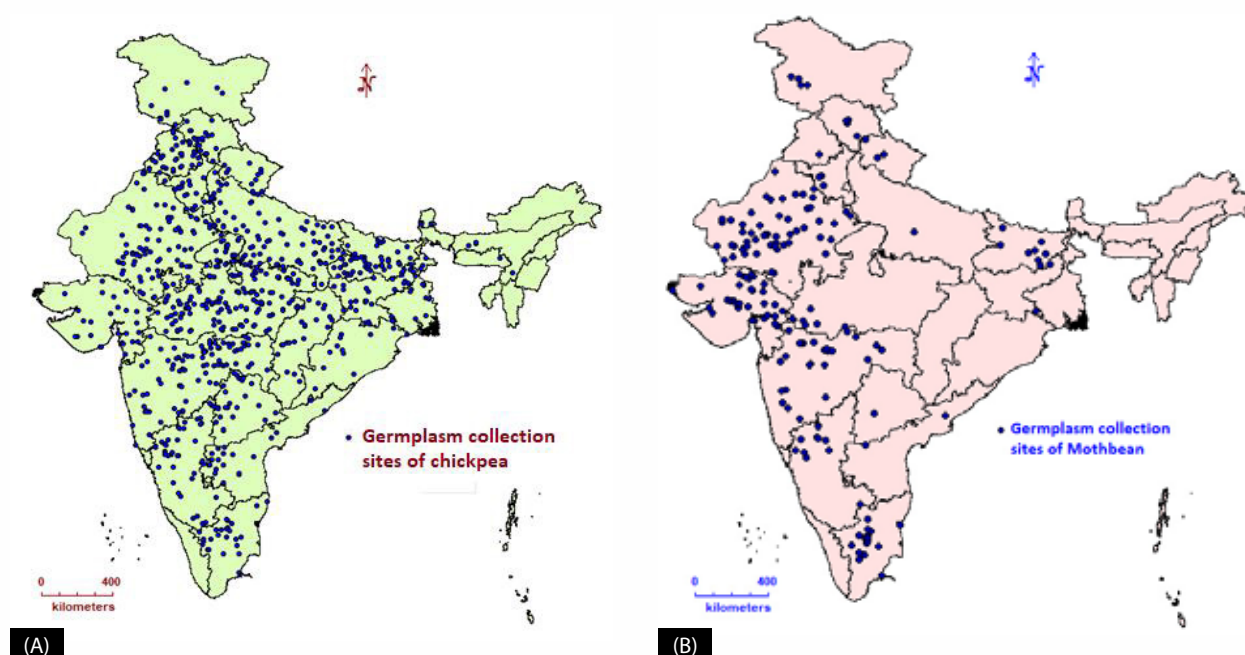 N
Germplasm collection
sites of chickpea
0 400
kilometers
(A)
N
Germplasm collection
sites of Mothbean
0 400
kilometers
(B)